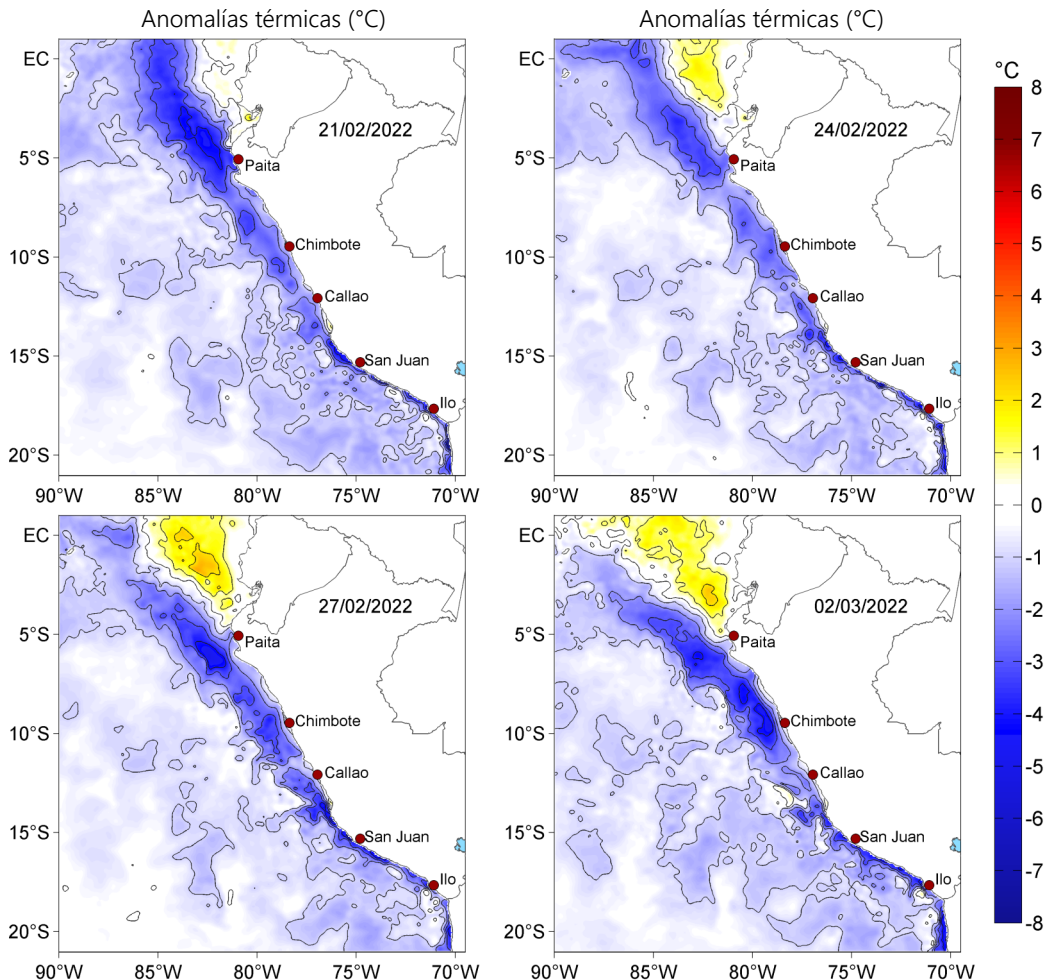 Anomalías térmicas (°C)
Anomalías térmicas (°C)
EC
5°S
10°S
15°S
20°S
21/02/2022
Paita
Chimbote
Callao
San Juan
Ilo
90°W
85°W
80°W
75°W
70°W
EC
5°S
10°S
15°S
20°S
24/02/2022
Paita
Chimbote
Callao
San Juan
Ilo
90°W
85°W
80°W
75°W
70°W
EC
5°S
10°S
15°S
20°S
27/02/2022
Paita
Chimbote
Callao
San Juan
Ilo
90°W
85°W
80°W
75°W
70°W
EC
5°S
10°S
15°S
20°S
02/03/2022
Paita
Chimbote
Callao
San Juan
Ilo
90°W
85°W
80°W
75°W
70°W
°C
8
7
6
5
4
3
2
1
0
-1
-2
-3
-4
-5
-6
-7
-8